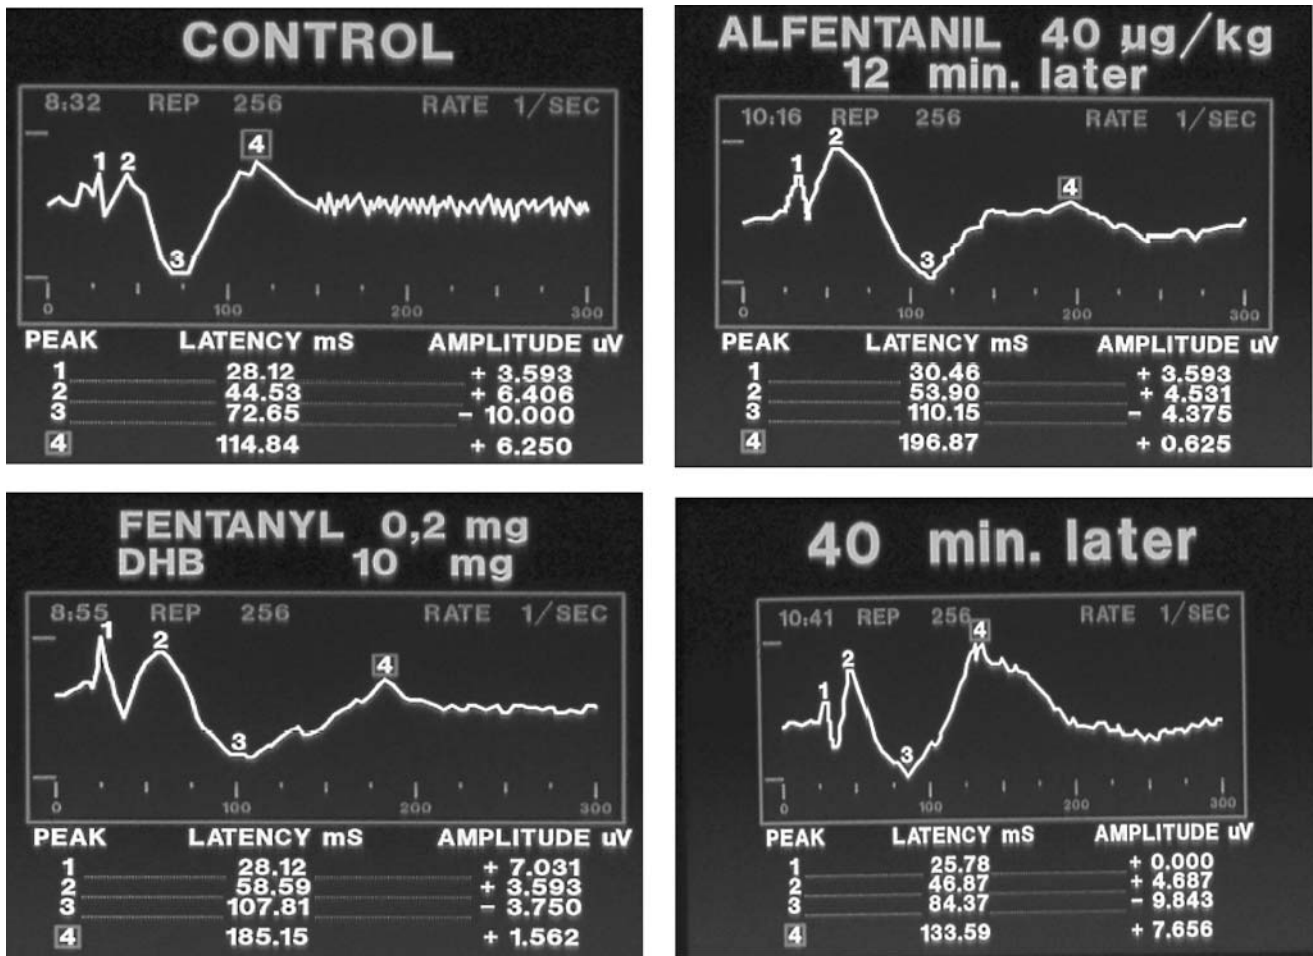 CONTROL
8:32 REP 256 RATE 1/SEC
1 2 4
3
0 100 200 300
PEAK LATENCY mS AMPLITUDE uV
1 28.12 + 3.593
2 44.53 + 6.406
3 72.65 - 10.000
4 114.84 + 6.250
ALFENTANIL 40 µg/kg
12 min. later
10:16 REP 256 RATE 1/SEC
1 2 4
3
0 100 200 300
PEAK LATENCY mS AMPLITUDE uV
1 30.46 + 3.593
2 53.90 + 4.531
3 110.15 - 4.375
4 196.87 + 0.625
FENTANYL 0,2 mg
DHB 10 mg
8:55 REP 256 RATE 1/SEC
1 2 4
3
0 100 200 300
PEAK LATENCY mS AMPLITUDE uV
1 28.12 + 7.031
2 58.59 + 3.593
3 107.81 - 3.750
4 185.15 + 1.562
40 min. later
10:41 REP 256 RATE 1/SEC
1 2 4
3
0 100 200 300
PEAK LATENCY mS AMPLITUDE uV
1 25.78 + 0.000
2 46.87 + 4.687
3 84.37 - 9.843
4 133.59 + 7.656